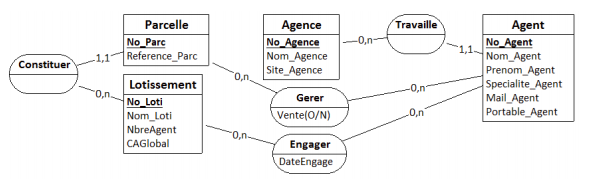 Parcelle
No_Parc
Reference_Parc
Agence
No_Agence
Nom_Agence
Site_Agence
Travaille
Agent
No_Agent
Nom_Agent
Prenom_Agent
Specialite_Agent
Mail_Agent
Portable_Agent
0,n
1,1
Constituer
1,1
0,n
Lotissement
No_Loti
Nom_Loti
NbreAgent
CAGlobal
0,n
Gerer
Vente(O/N)
0,n
0,n
Engager
DateEngage
0,n